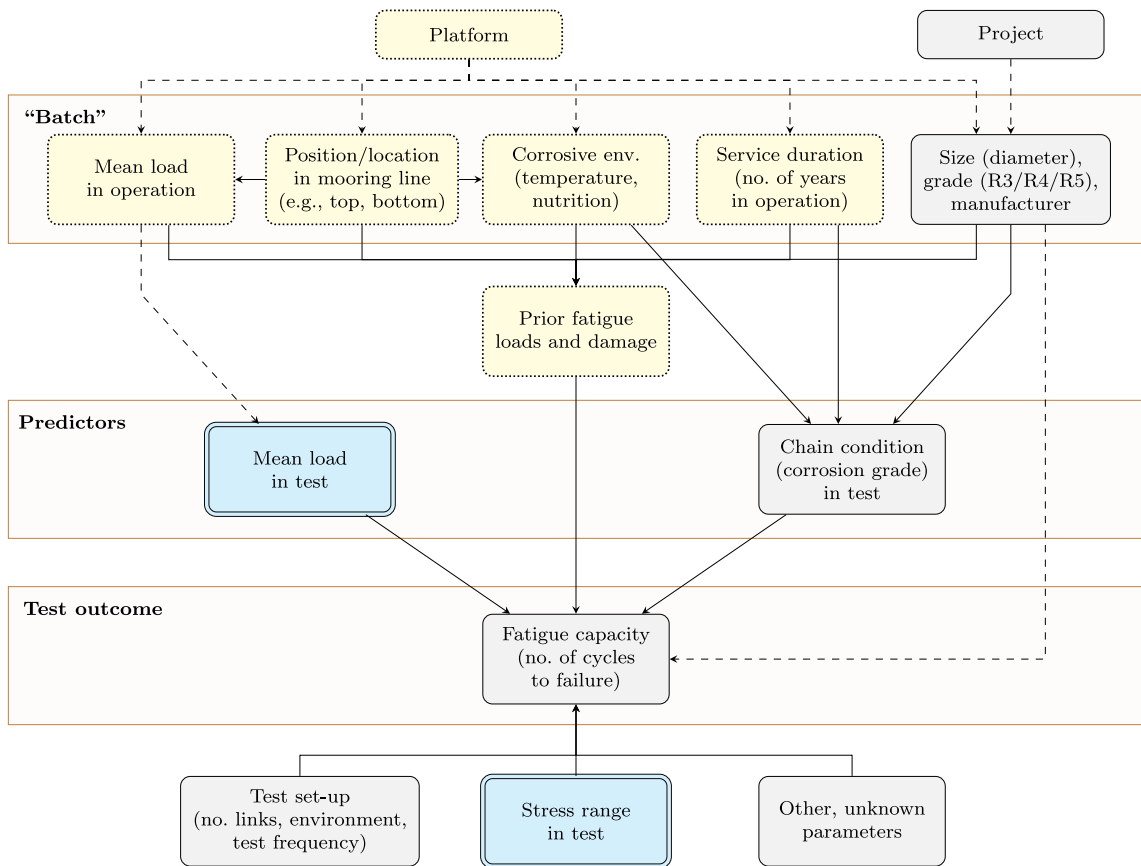 Platform
Project
“Batch”
Mean load
in operation
Position/location
in mooring line
(e.g., top, bottom)
Corrosive env.
(temperature,
nutrition)
Service duration
(no. of years
in operation)
Size (diameter),
grade (R3/R4/R5),
manufacturer
Prior fatigue
loads and damage
Predictors
Mean load
in test
Chain condition
(corrosion grade)
in test
Test outcome
Fatigue capacity
(no. of cycles
to failure)
Test set-up
(no. links, environment,
test frequency)
Stress range
in test
Other, unknown
parameters